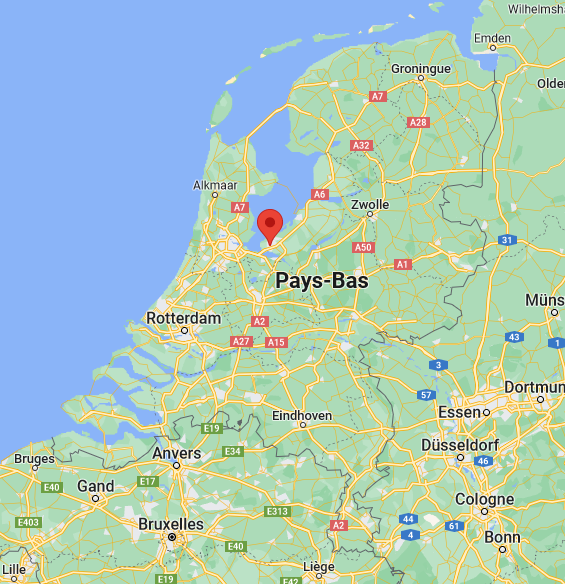 Wilhelmsh
Emden
Groningue
Olde
A7
A28
A32
Alkmaar
A6
A7
Zwolle
31
A50
A1
Pays-Bas
Müns
Rotterdam
A2
A27
A15
43
1
3
57
Dortmun
Essen
Eindhoven
E19
Düsseldorf
Anvers
E34
Bruges
46
E17
E40
Gand
Cologne
E313
E403
44
Bruxelles
A2
61
4
Bonn
E40
Liège
Lille
E19
E42